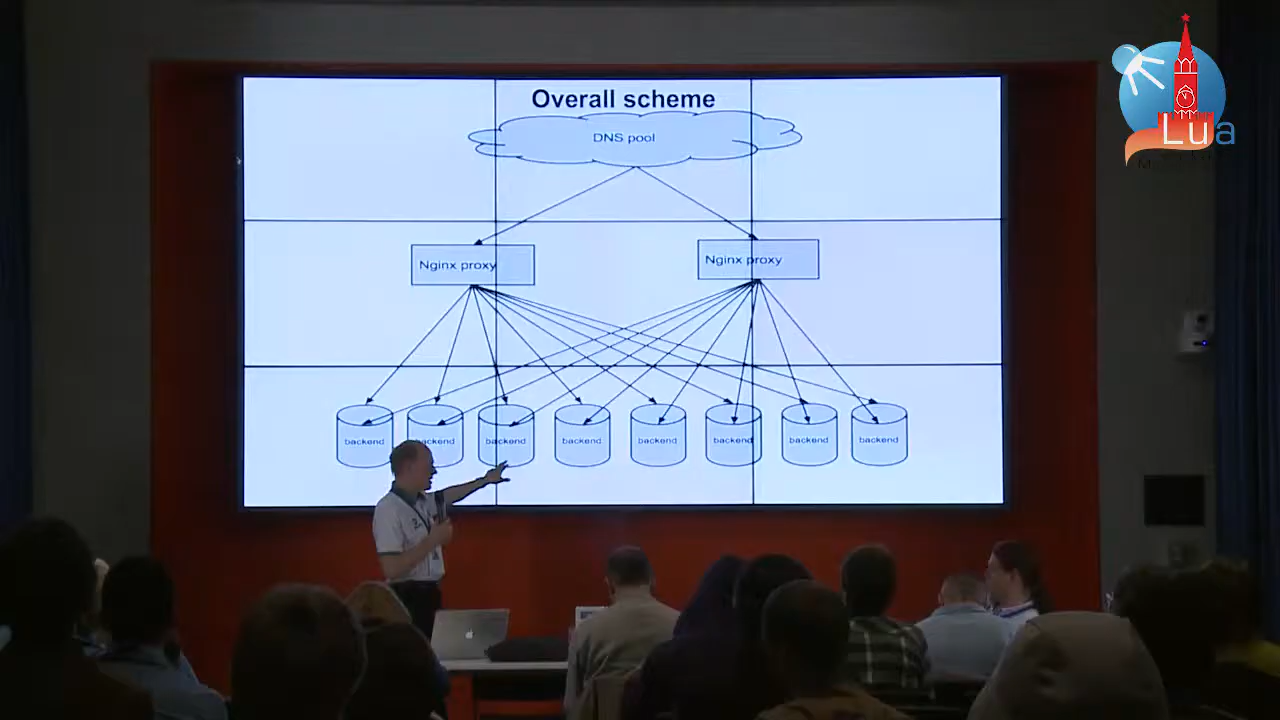 Overall scheme
DNS pool
Nginx proxy
Nginx proxy
backend
backend
backend
backend
backend
backend
backend
backend
Lua